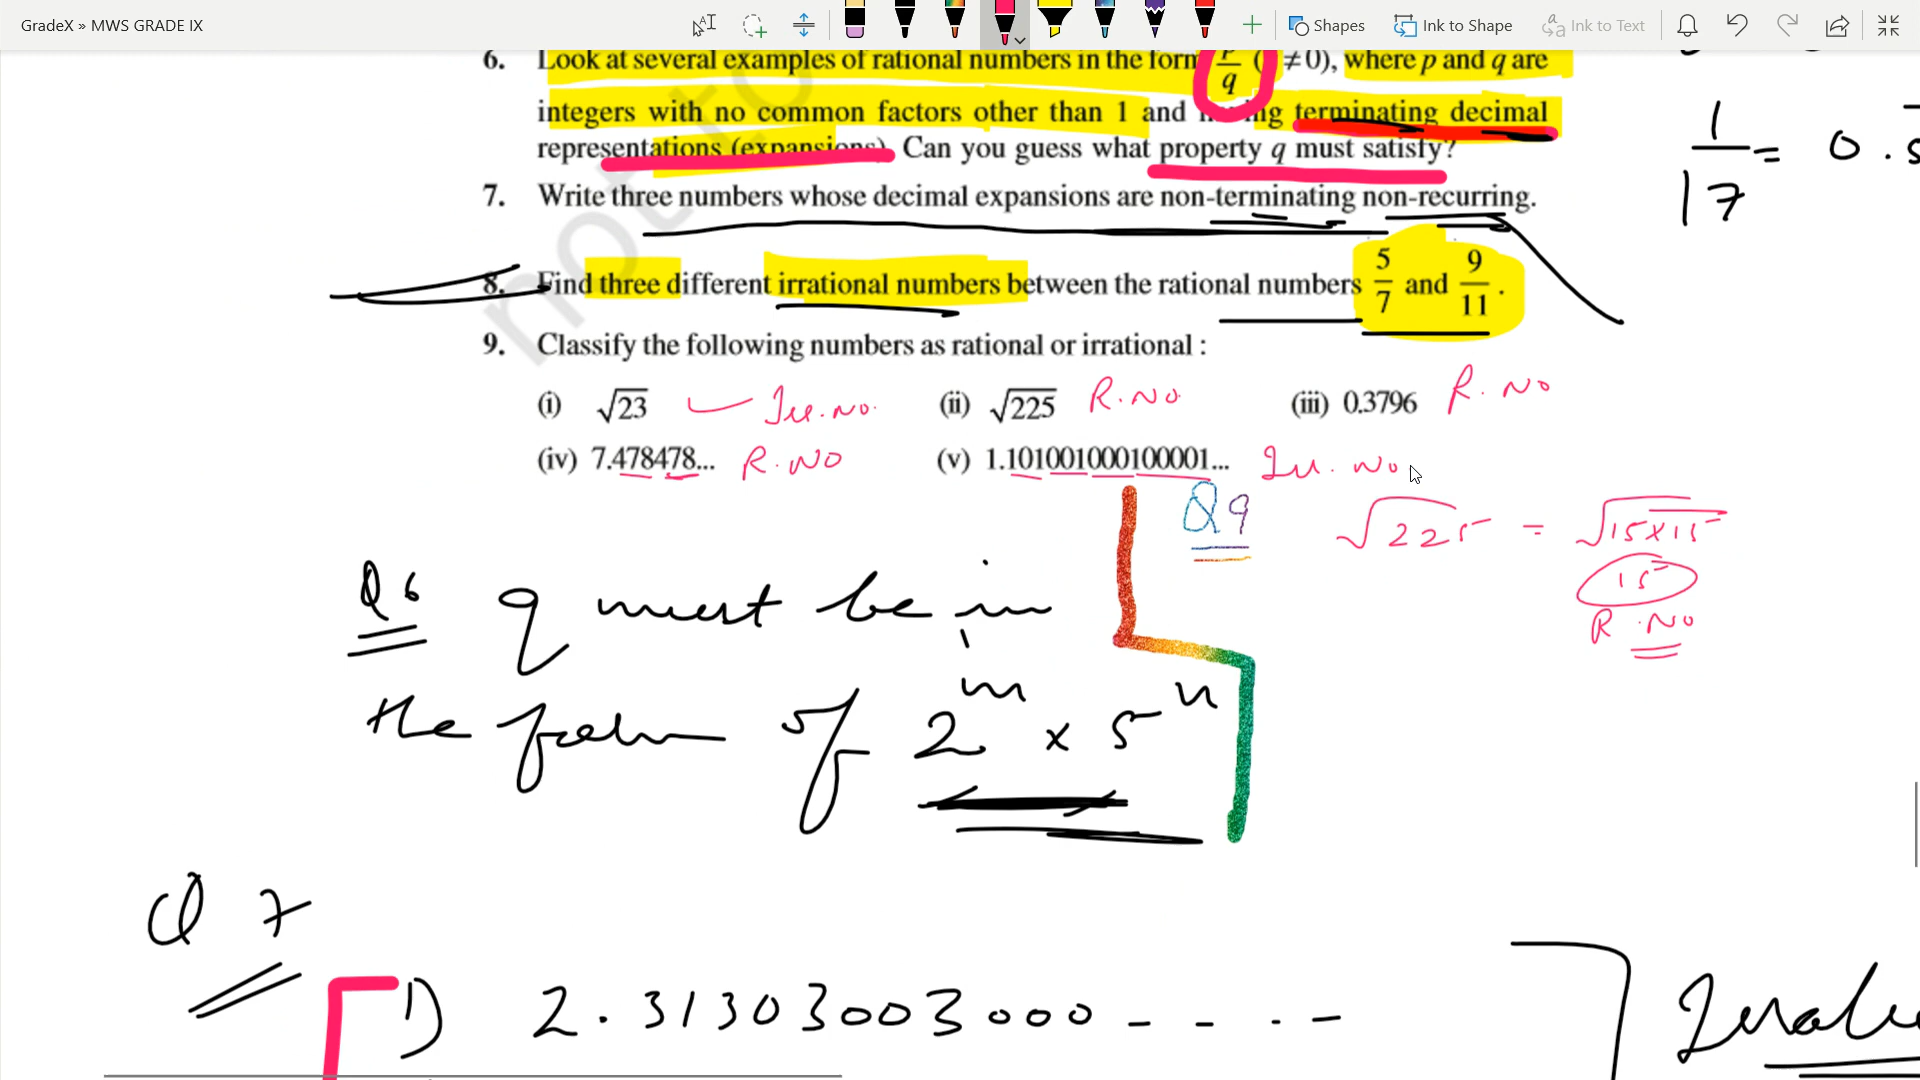 GradeX » MWS GRADE IX
Shapes
Ink to Shape
Ink to Text
6. Look at several examples of rational numbers in the form p/q (≠0), where p and q are
integers with no common factors other than 1 and terminating decimal
representations (expansions). Can you guess what property q must satisfy?
1/17 = 0.5
7. Write three numbers whose decimal expansions are non-terminating non-recurring.
8. Find three different irrational numbers between the rational numbers 5/7 and 9/11.
9. Classify the following numbers as rational or irrational :
(i) √23 Irr. no. (ii) √225 R. No. (iii) 0.3796 R. No
(iv) 7.478478... R. NO (v) 1.101001000100001... Irr. No
Q9 √225 = √15x15
15
R. No
Q6 q must be in
the form of 2^m x 5^n
Q 7
1) 2.31303003000 - - . -
not to